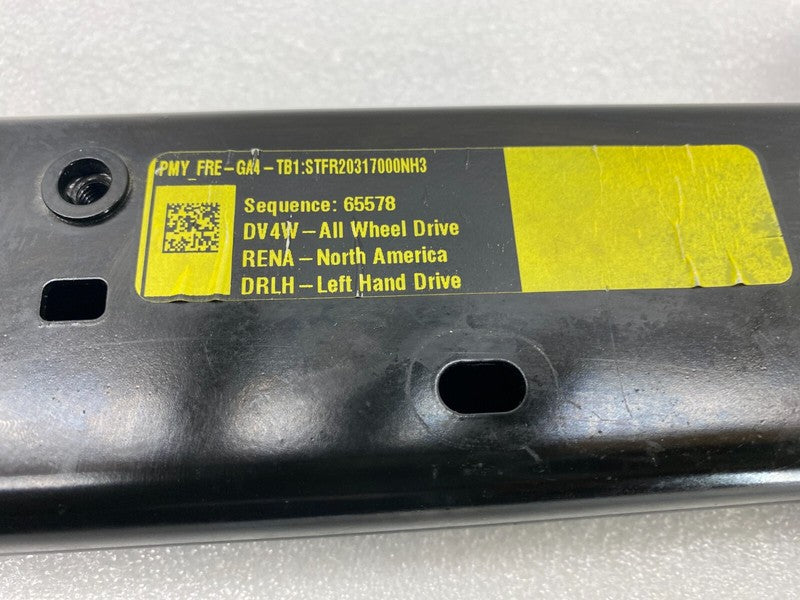 PMY_FRE-GA4-TB1:STFR20317000NH3
Sequence: 65578
DV4W-All Wheel Drive
RENA-North America
DRLH-Left Hand Drive